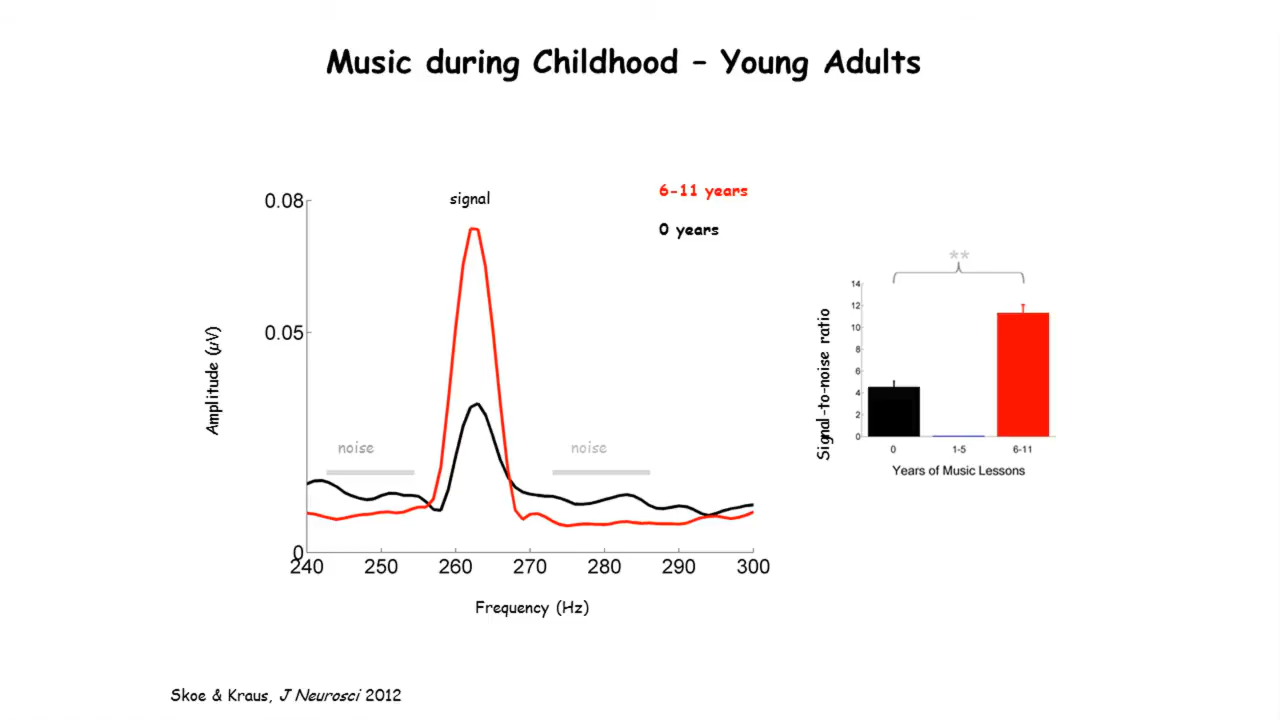 Music during Childhood – Young Adults
signal
6-11 years
0 years
0.08
0.05
0
Amplitude (µV)
noise
noise
240 250 260 270 280 290 300
Frequency (Hz)
**
14
12
10
8
6
4
2
0
Signal-to-noise ratio
0 1-5 6-11
Years of Music Lessons
Skoe & Kraus, J Neurosci 2012